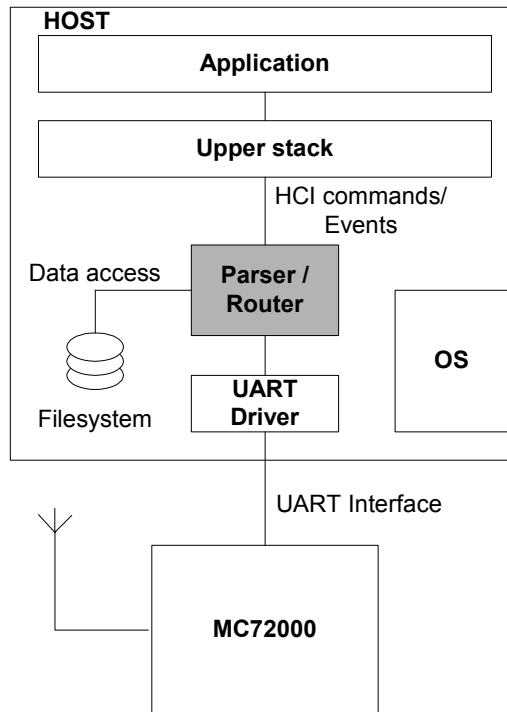 HOST
Application
Upper stack
HCI commands/
Events
Data access
Parser /
Router
OS
UART
Driver
Filesystem
UART Interface
MC72000